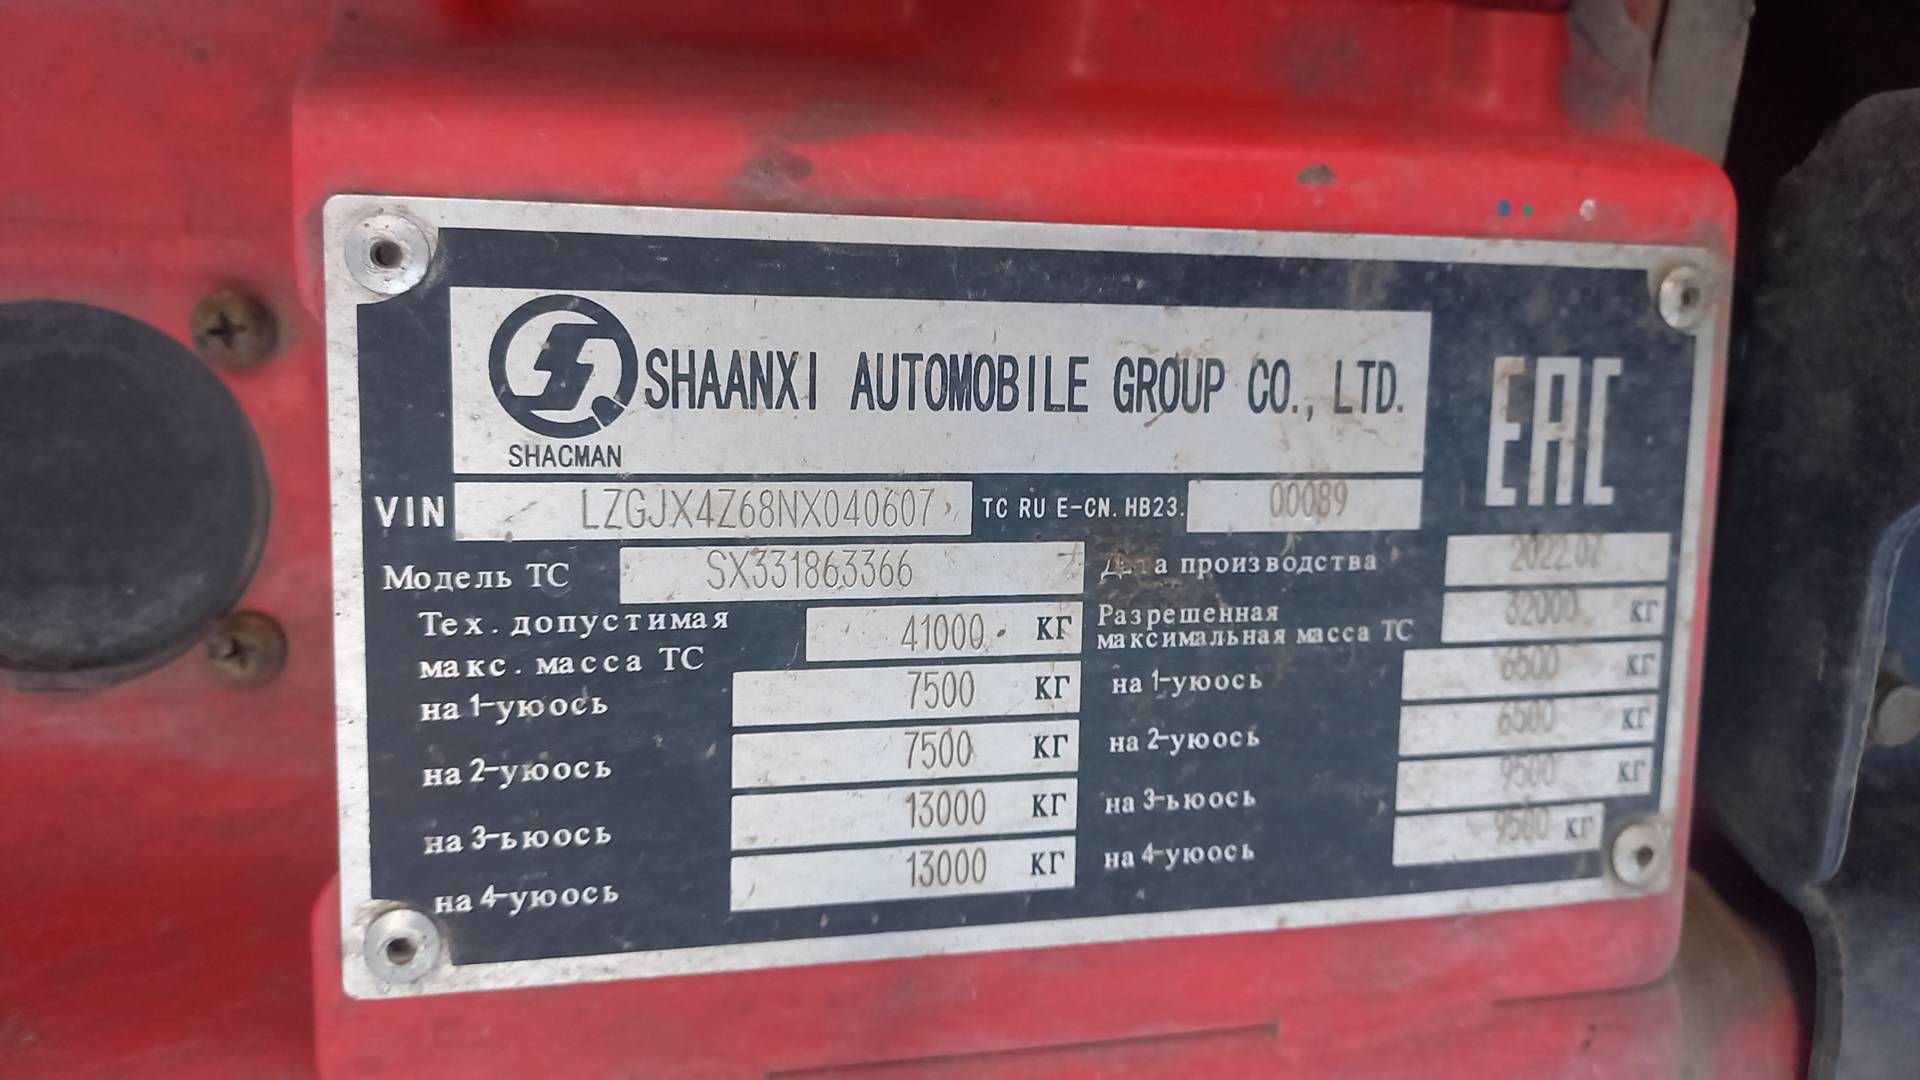 SHAANXI AUTOMOBILE GROUP CO., LTD.
SHACMAN
EAC
VIN LZGJX4Z68NX040607 TC RU E-CN. HB23. 00089
Модель ТС SX331863366 Дата производства
Тех. допустимая макс. масса ТС 41000 КГ Разрешенная максимальная масса ТС 32000 КГ
на 1-уюось 7500 КГ на 1-уюось 6500 КГ
на 2-уюось 7500 КГ на 2-уюось 6500 КГ
на 3-ьюось 13000 КГ на 3-ьюось 9500 КГ
на 4-уюось 13000 КГ на 4-уюось 9500 КГ